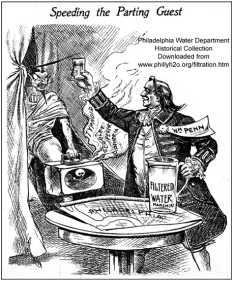 Speeding the Parting Guest
Philadelphia Water Department
Historical Collection
Downloaded from
www.phillyh2o.org/filtration.htm
Wm PENN
FILTERED
WATER
PHILADELPHIA